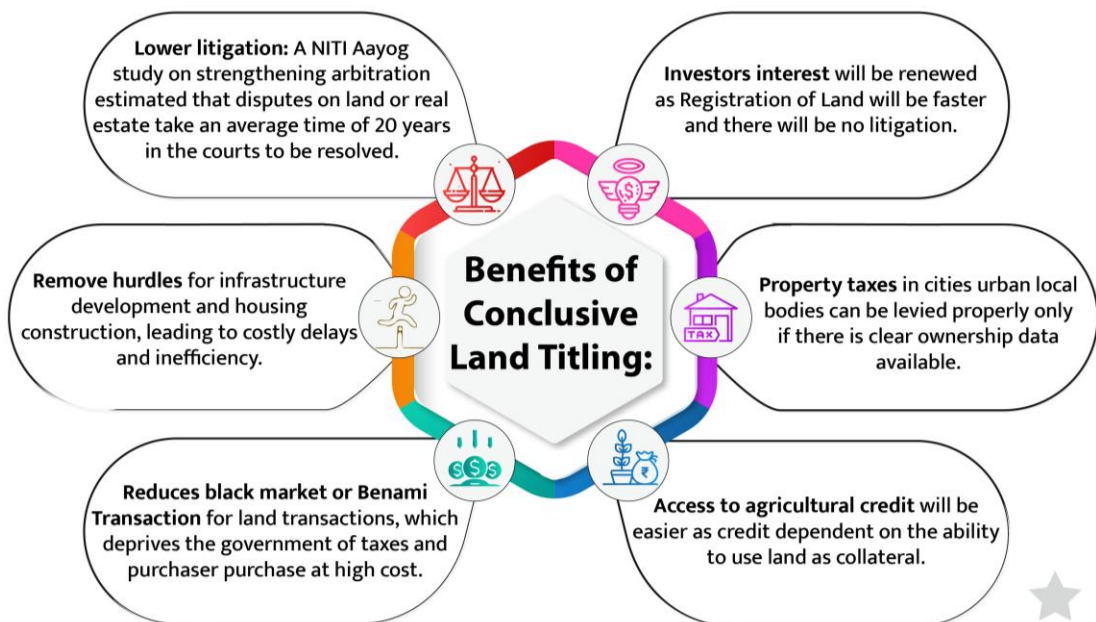 Benefits of
Conclusive
Land Titling:
Lower litigation: A NITI Aayog
study on strengthening arbitration
estimated that disputes on land or real
estate take an average time of 20 years
in the courts to be resolved.
Investors interest will be renewed
as Registration of Land will be faster
and there will be no litigation.
Remove hurdles for infrastructure
development and housing
construction, leading to costly delays
and inefficiency.
Property taxes in cities urban local
bodies can be levied properly only
if there is clear ownership data
available.
TAX
Reduces black market or Benami
Transaction for land transactions, which
deprives the government of taxes and
purchaser purchase at high cost.
Access to agricultural credit will be
easier as credit dependent on the ability
to use land as collateral.
$
$ $ $
₹